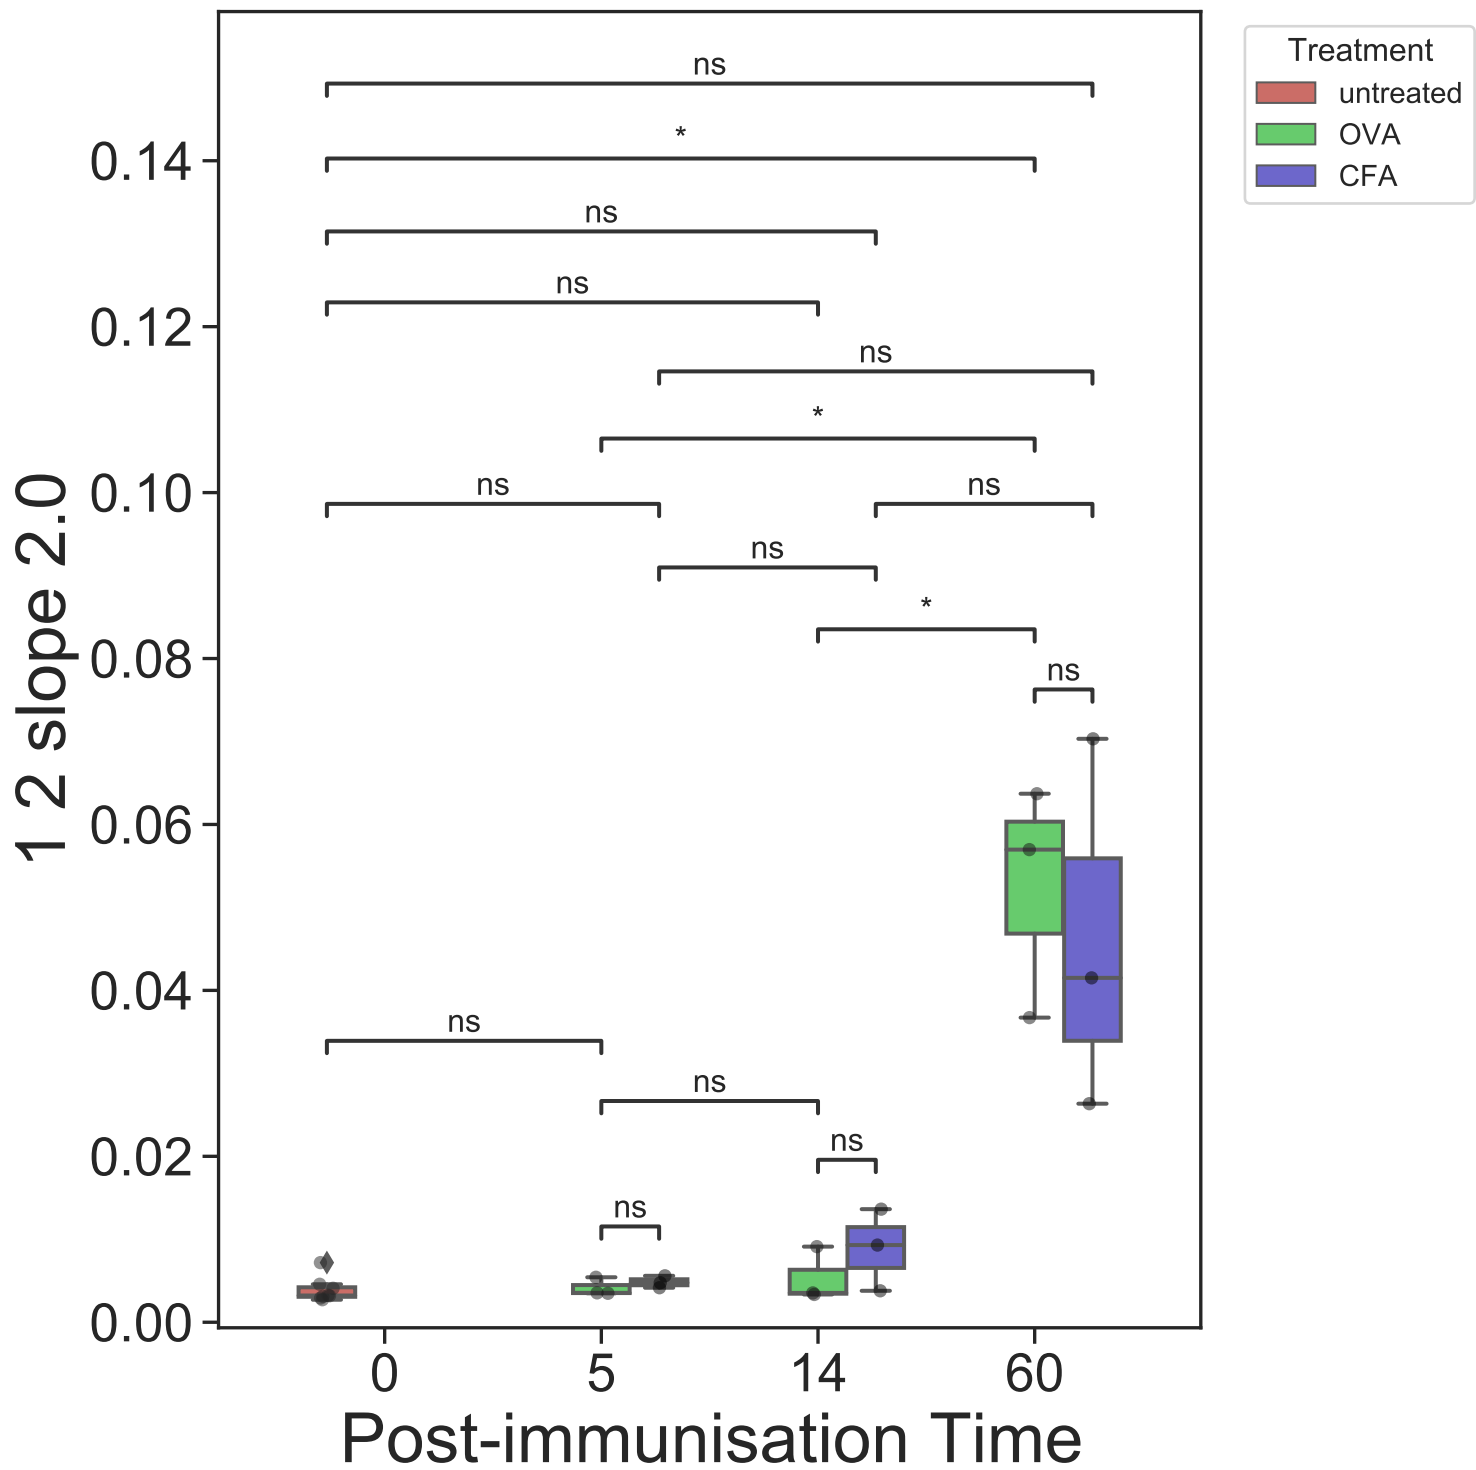 Treatment
untreated
OVA
CFA
1 2 slope 2.0
0.14
0.12
0.10
0.08
0.06
0.04
0.02
0.00
ns
*
ns
ns
ns
*
ns
ns
ns
*
ns
ns
ns
ns
ns
0 5 14 60
Post-immunisation Time